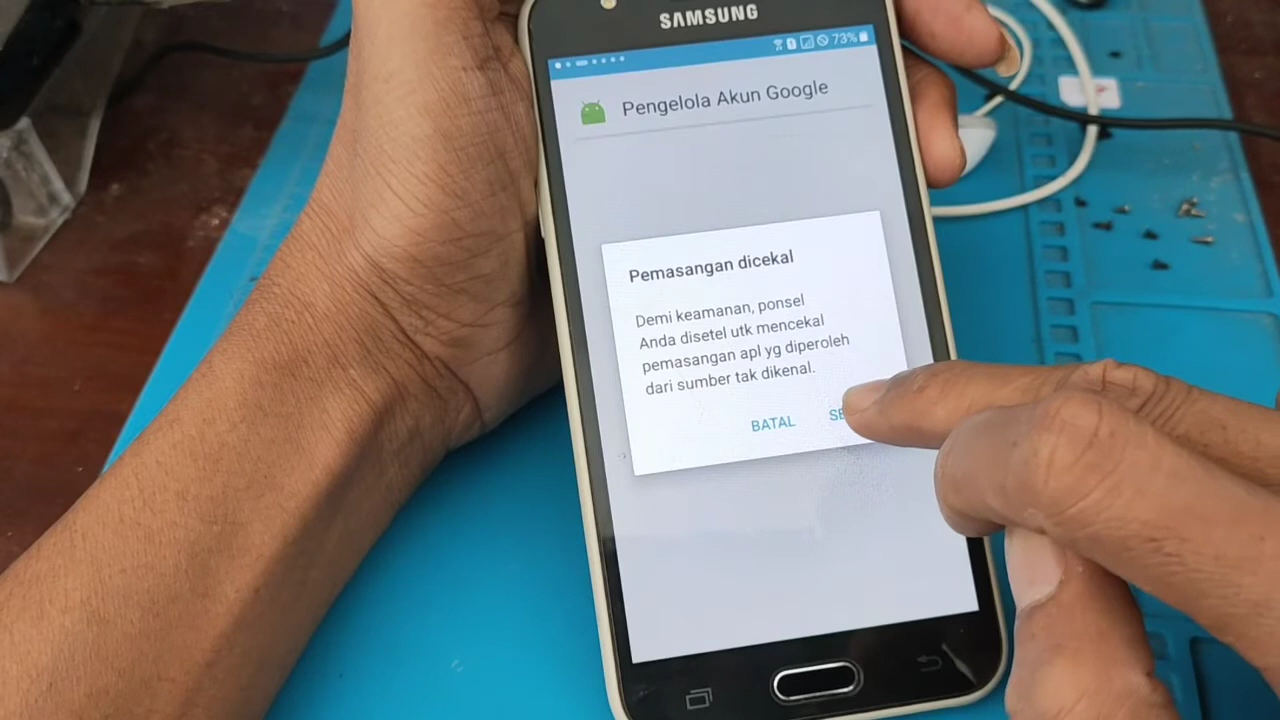 SAMSUNG
73%
Pengelola Akun Google
Pemasangan dicekal
Demi keamanan, ponsel
Anda disetel utk mencekal
pemasangan apl yg diperoleh
dari sumber tak dikenal.
BATAL